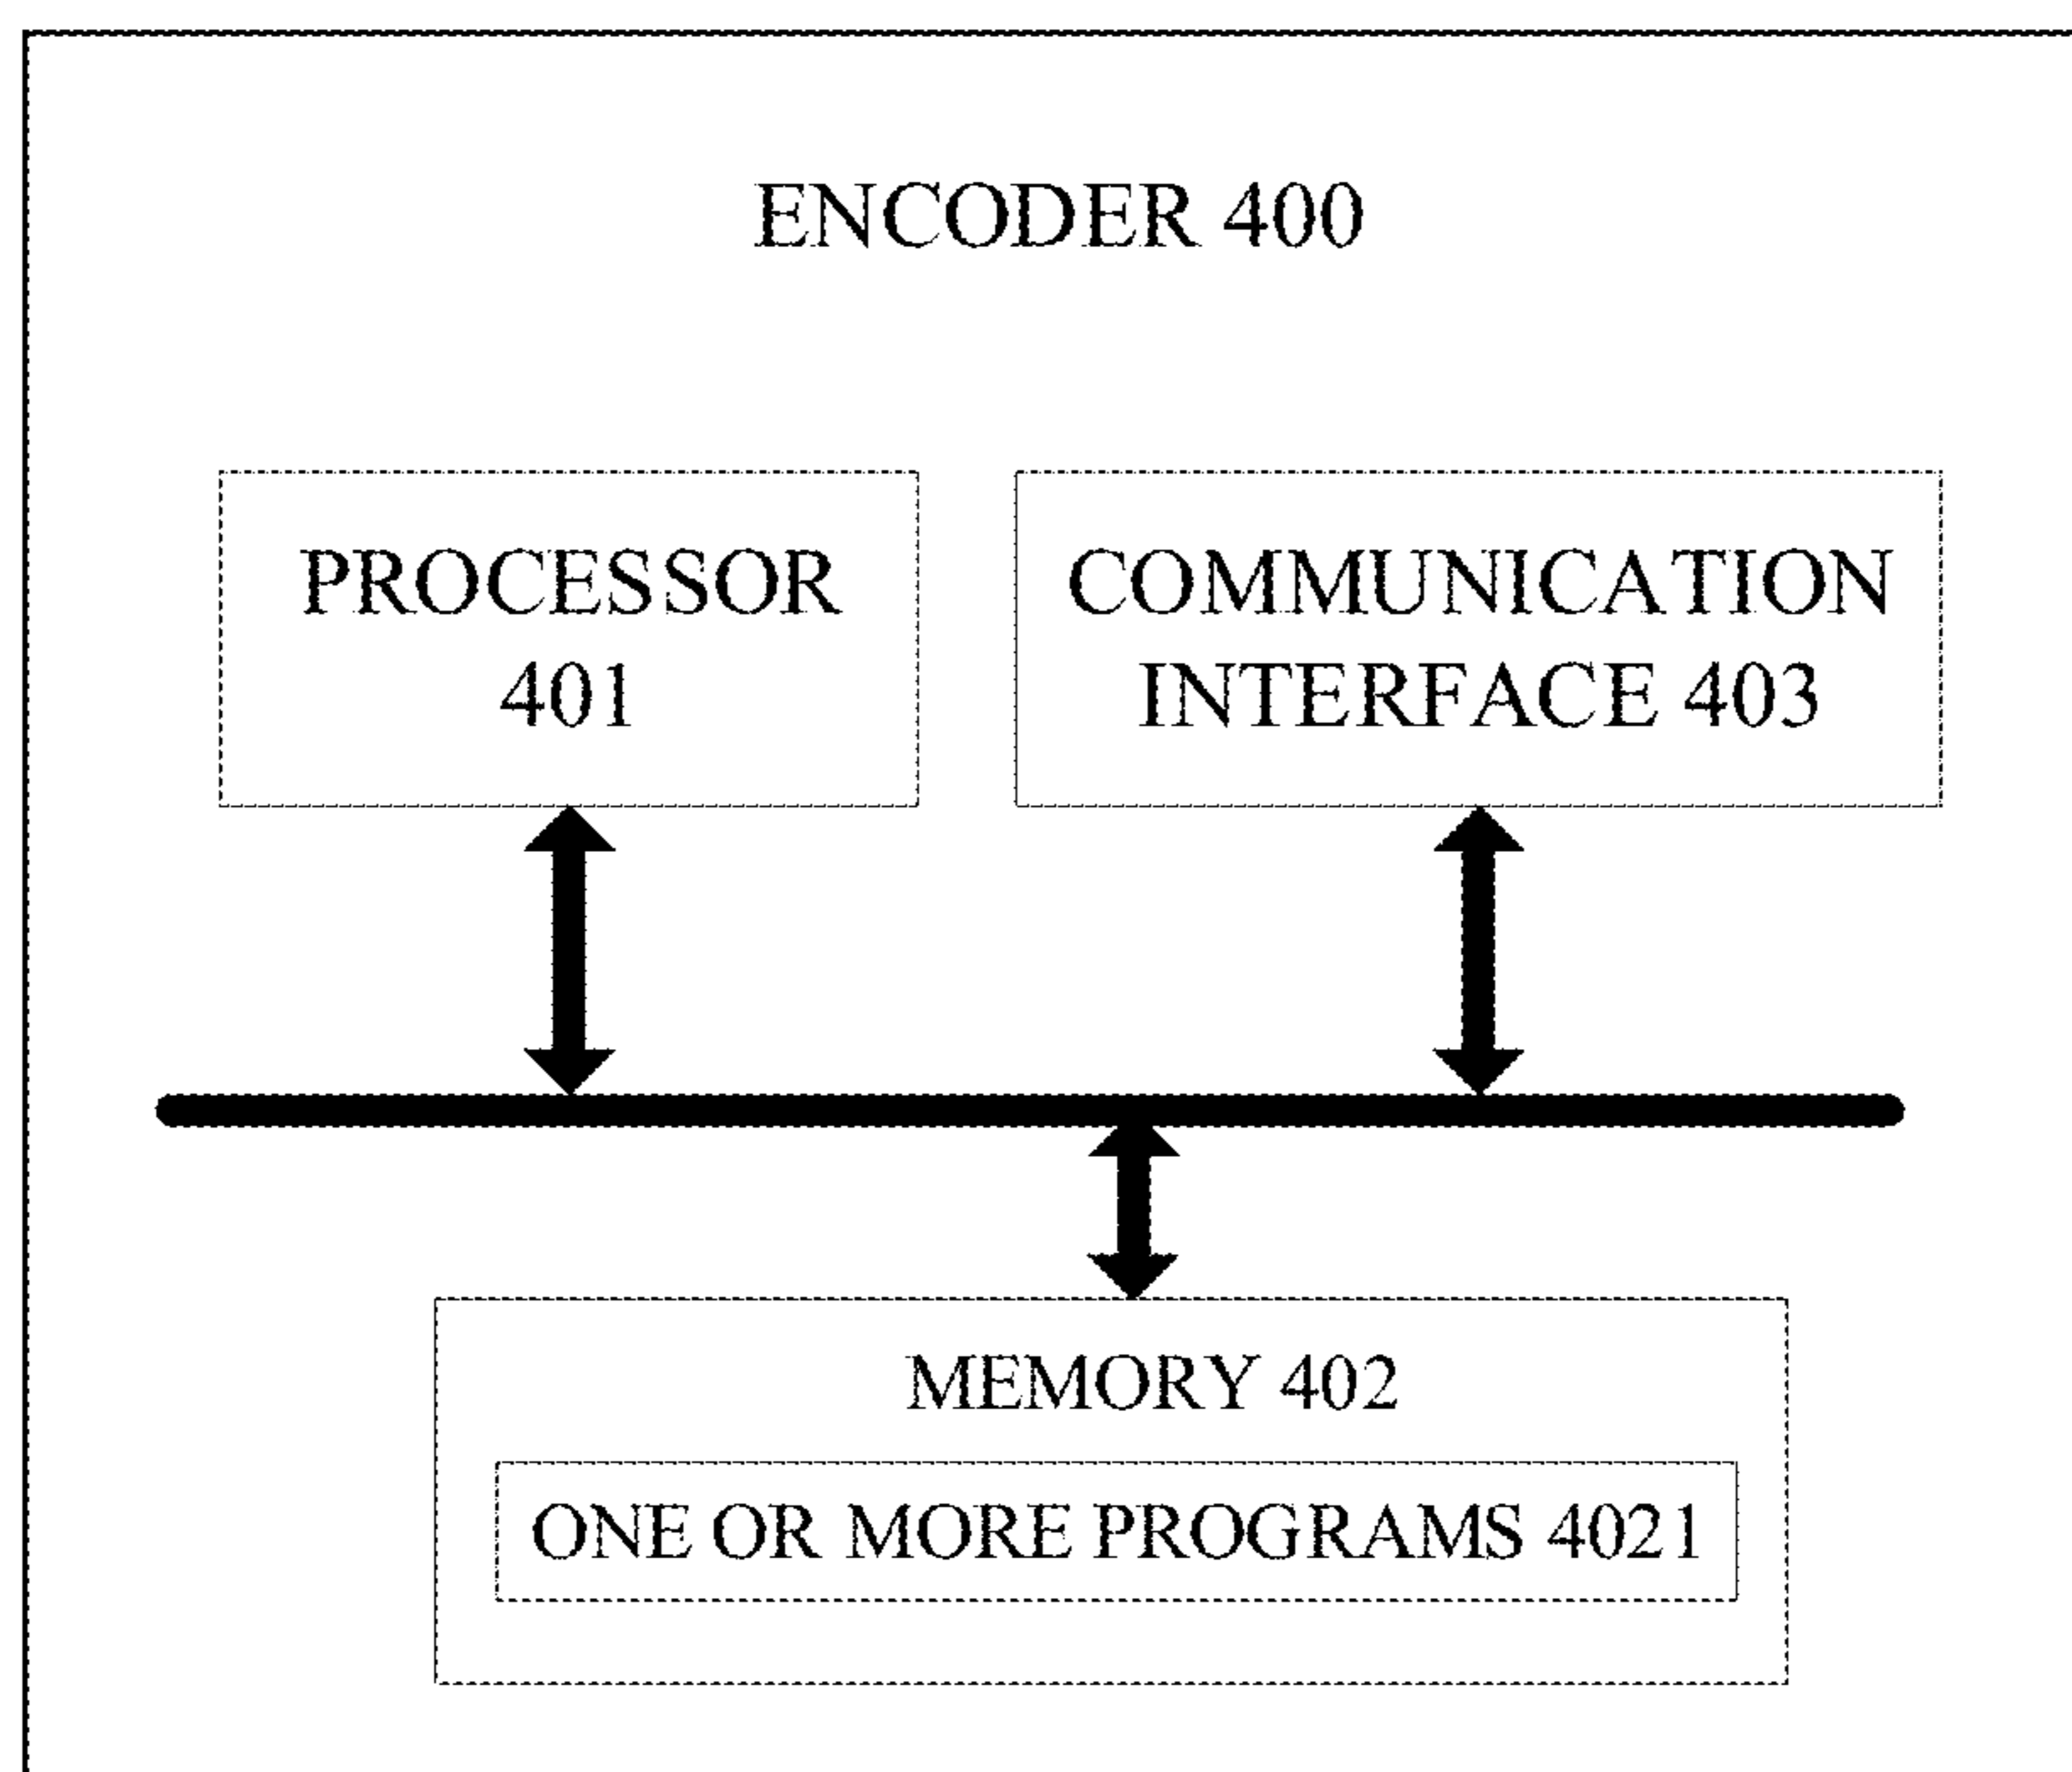 ENCODER 400
PROCESSOR
401
COMMUNICATION
INTERFACE 403
MEMORY 402
ONE OR MORE PROGRAMS 4021